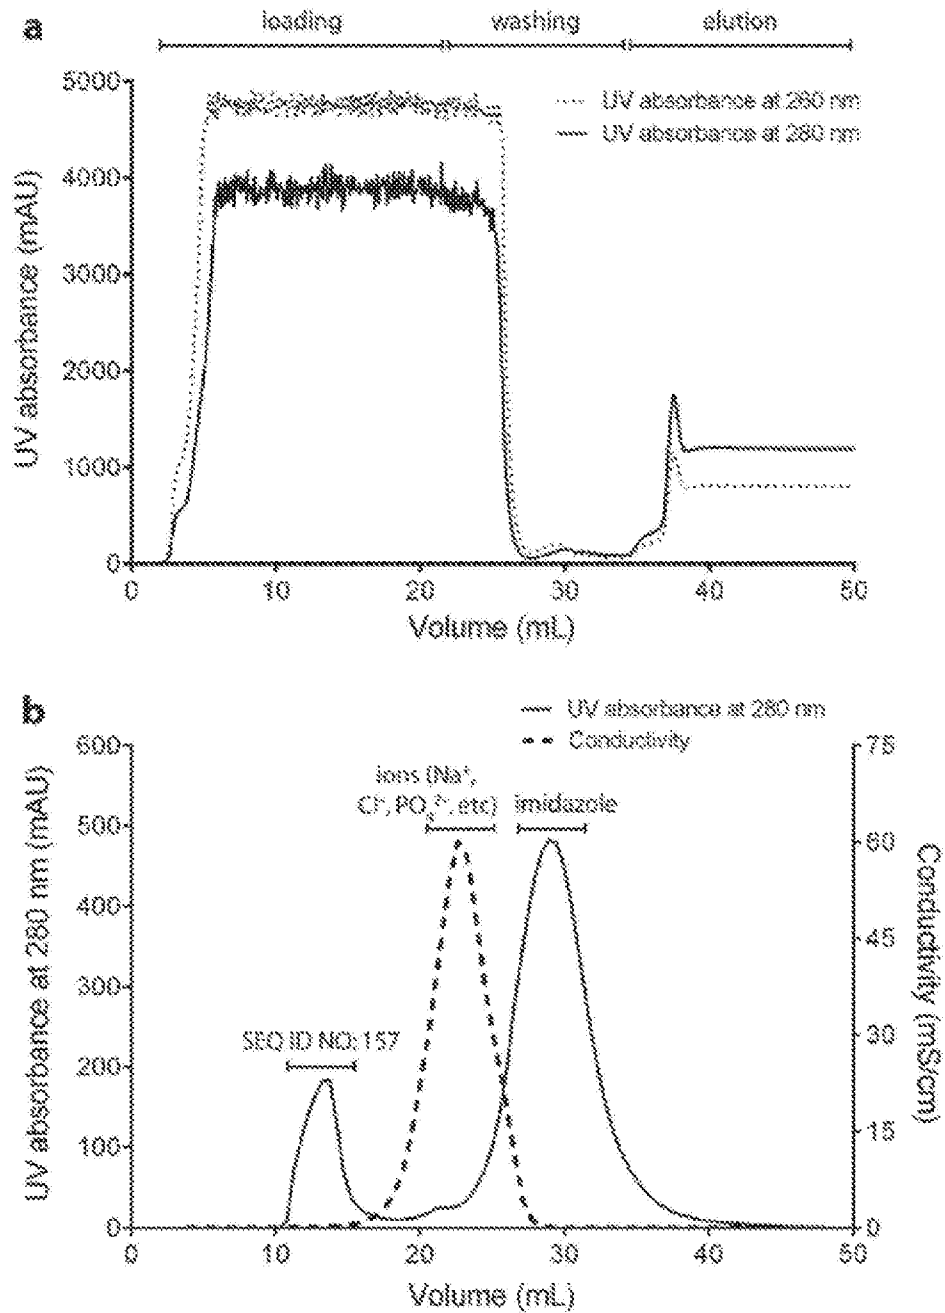 a
loading washing elution
UV absorbance at 260 nm
UV absorbance at 280 nm
5000
4000
3000
2000
1000
0
UV absorbance (mAU)
0 10 20 30 40 50
Volume (mL)
b
UV absorbance at 280 nm
Conductivity
600
500
400
300
200
100
0
UV absorbance at 280 nm (mAU)
ions (Na⁺,
Cl⁻, PO₄²⁻, etc)
imidazole
SEQ ID NO: 157
75
60
45
30
15
0
Conductivity (mS/cm)
0 10 20 30 40 50
Volume (mL)